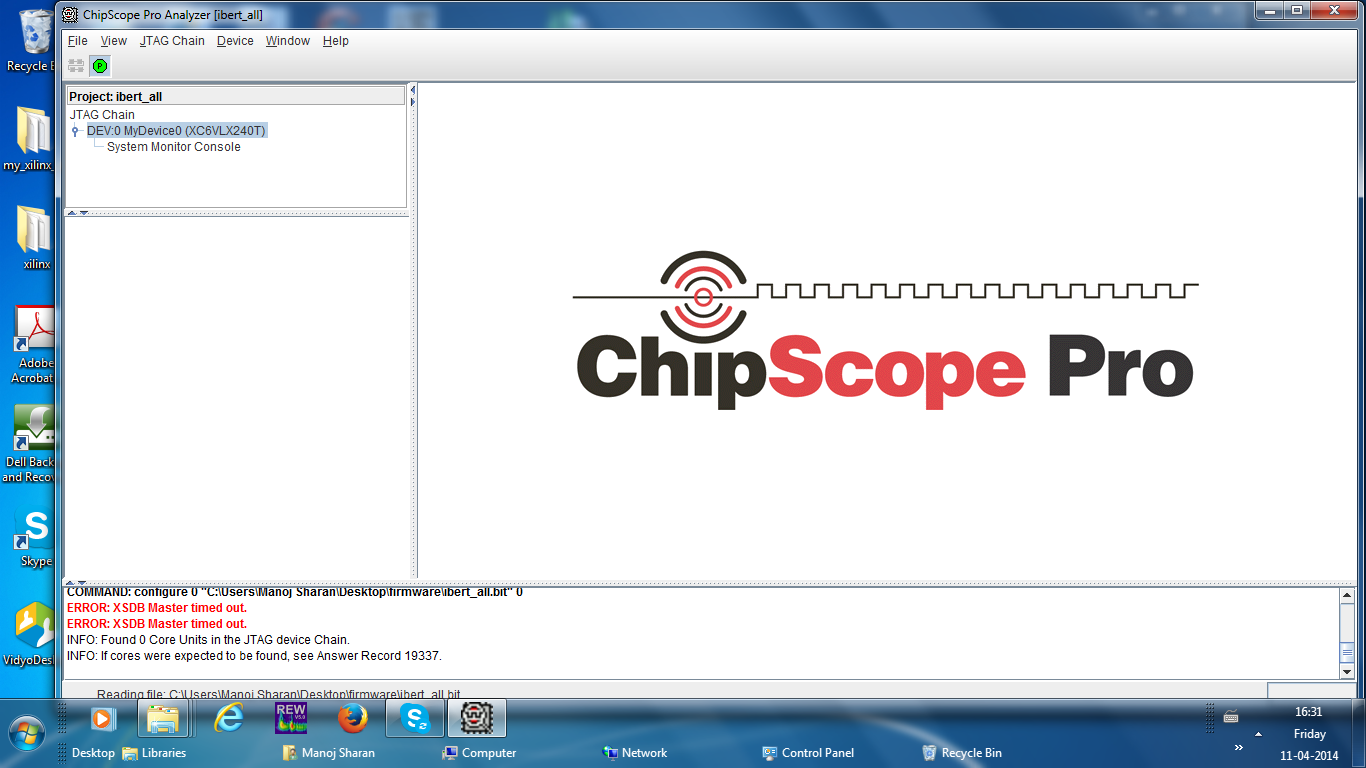 ChipScope Pro Analyzer [ibert_all]
File View JTAG Chain Device Window Help
P
Project: ibert_all
JTAG Chain
DEV:0 MyDevice0 (XC6VLX240T)
System Monitor Console
ChipScope Pro
COMMAND: configure 0 "C:\Users\Manoj Sharan\Desktop\firmware\ibert_all.bit" 0
ERROR: XSDB Master timed out.
ERROR: XSDB Master timed out.
INFO: Found 0 Core Units in the JTAG device Chain.
INFO: If cores were expected to be found, see Answer Record 19337.
Reading file: C:\Users\Manoj Sharan\Desktop\firmware\ibert_all.bit
Recycle B
my_xilinx_
xilinx
Adobe
Acrobat
Dell Back
and Recov
Skype
VidyoDesk
REW
V5.0
Desktop Libraries Manoj Sharan Computer Network Control Panel Recycle Bin
»
16:31
Friday
11-04-2014